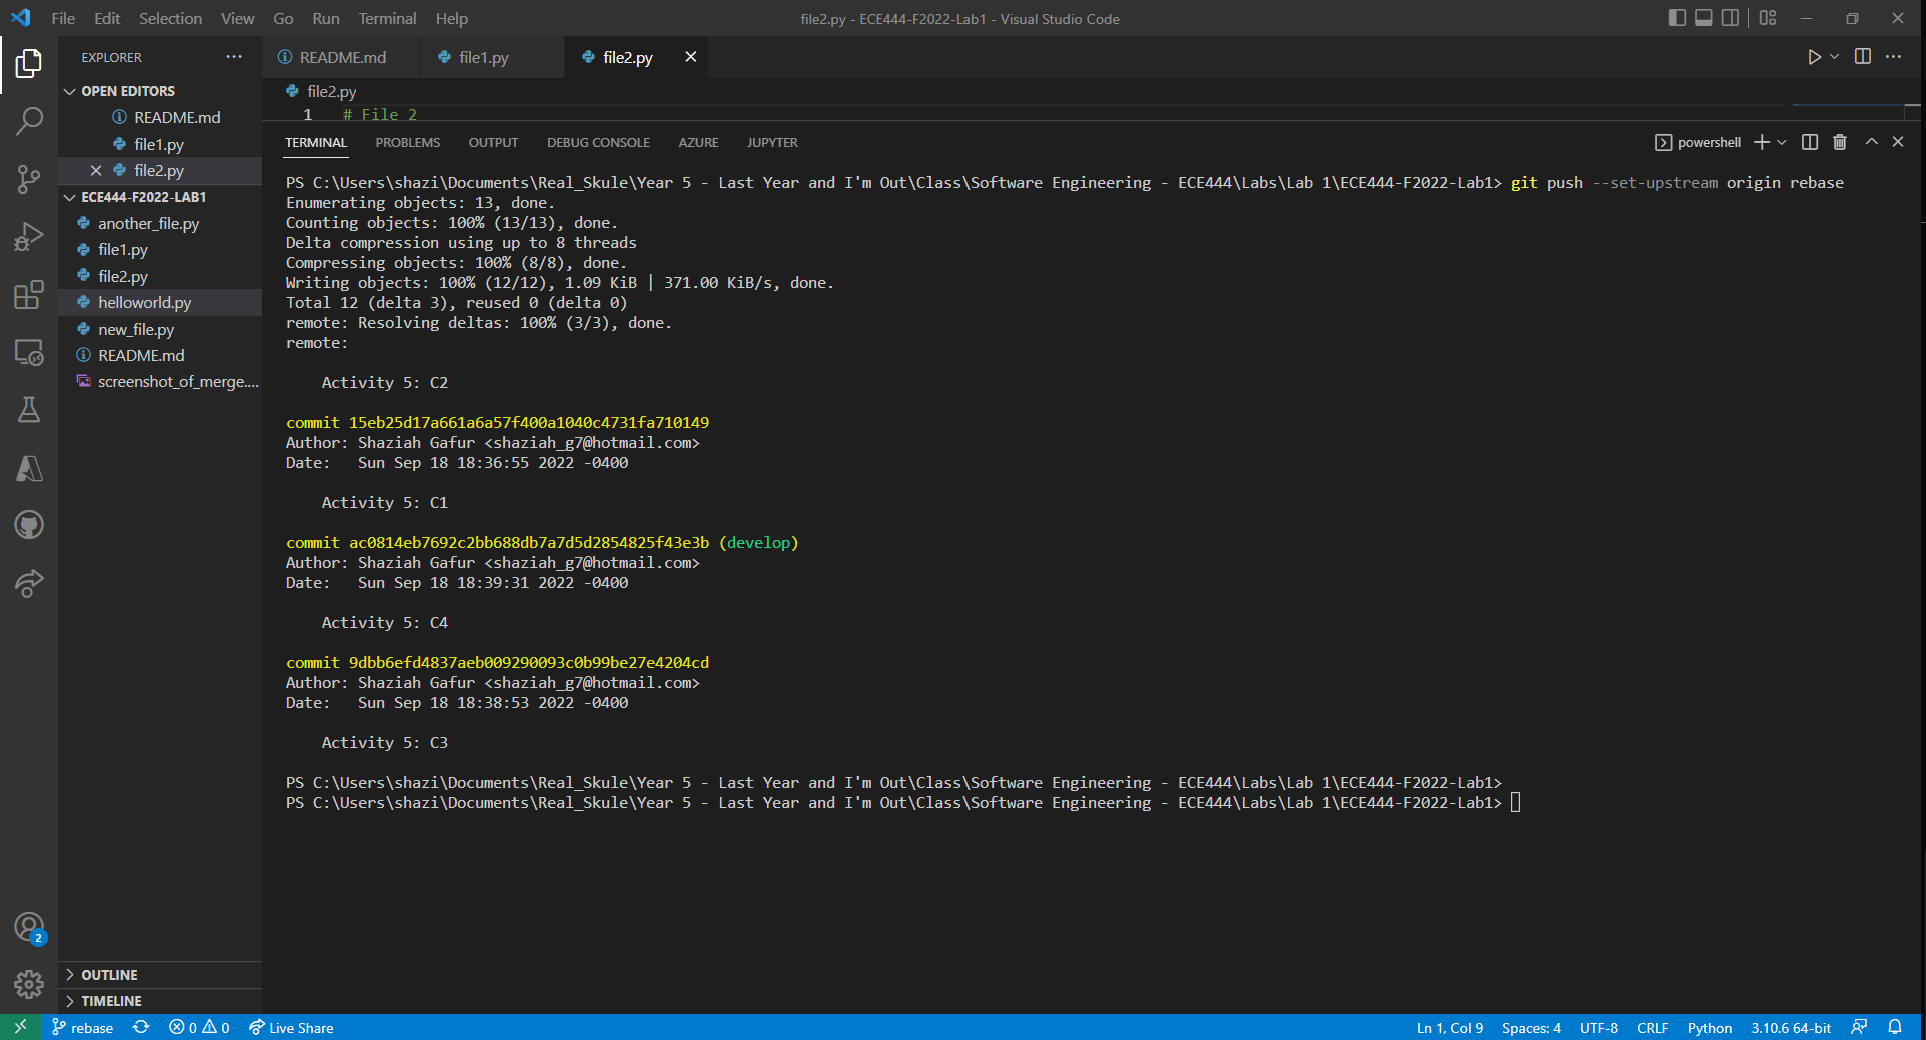 File Edit Selection View Go Run Terminal Help
file2.py - ECE444-F2022-Lab1 - Visual Studio Code
EXPLORER
OPEN EDITORS
README.md
file1.py
file2.py
ECE444-F2022-LAB1
another_file.py
file1.py
file2.py
helloworld.py
new_file.py
README.md
screenshot_of_merge....
OUTLINE
TIMELINE
README.md file1.py file2.py
file2.py
1 # File 2
TERMINAL PROBLEMS OUTPUT DEBUG CONSOLE AZURE JUPYTER
powershell
PS C:\Users\shazi\Documents\Real_Skule\Year 5 - Last Year and I'm Out\Class\Software Engineering - ECE444\Labs\Lab 1\ECE444-F2022-Lab1> git push --set-upstream origin rebase
Enumerating objects: 13, done.
Counting objects: 100% (13/13), done.
Delta compression using up to 8 threads
Compressing objects: 100% (8/8), done.
Writing objects: 100% (12/12), 1.09 KiB | 371.00 KiB/s, done.
Total 12 (delta 3), reused 0 (delta 0)
remote: Resolving deltas: 100% (3/3), done.
remote:
Activity 5: C2
commit 15eb25d17a661a6a57f400a1040c4731fa710149
Author: Shaziah Gafur <shaziah_g7@hotmail.com>
Date: Sun Sep 18 18:36:55 2022 -0400
Activity 5: C1
commit ac0814eb7692c2bb688db7a7d5d2854825f43e3b (develop)
Author: Shaziah Gafur <shaziah_g7@hotmail.com>
Date: Sun Sep 18 18:39:31 2022 -0400
Activity 5: C4
commit 9dbb6efd4837aeb009290093c0b99be27e4204cd
Author: Shaziah Gafur <shaziah_g7@hotmail.com>
Date: Sun Sep 18 18:38:53 2022 -0400
Activity 5: C3
PS C:\Users\shazi\Documents\Real_Skule\Year 5 - Last Year and I'm Out\Class\Software Engineering - ECE444\Labs\Lab 1\ECE444-F2022-Lab1>
PS C:\Users\shazi\Documents\Real_Skule\Year 5 - Last Year and I'm Out\Class\Software Engineering - ECE444\Labs\Lab 1\ECE444-F2022-Lab1>
2
rebase 0 0 Live Share
Ln 1, Col 9 Spaces: 4 UTF-8 CRLF Python 3.10.6 64-bit